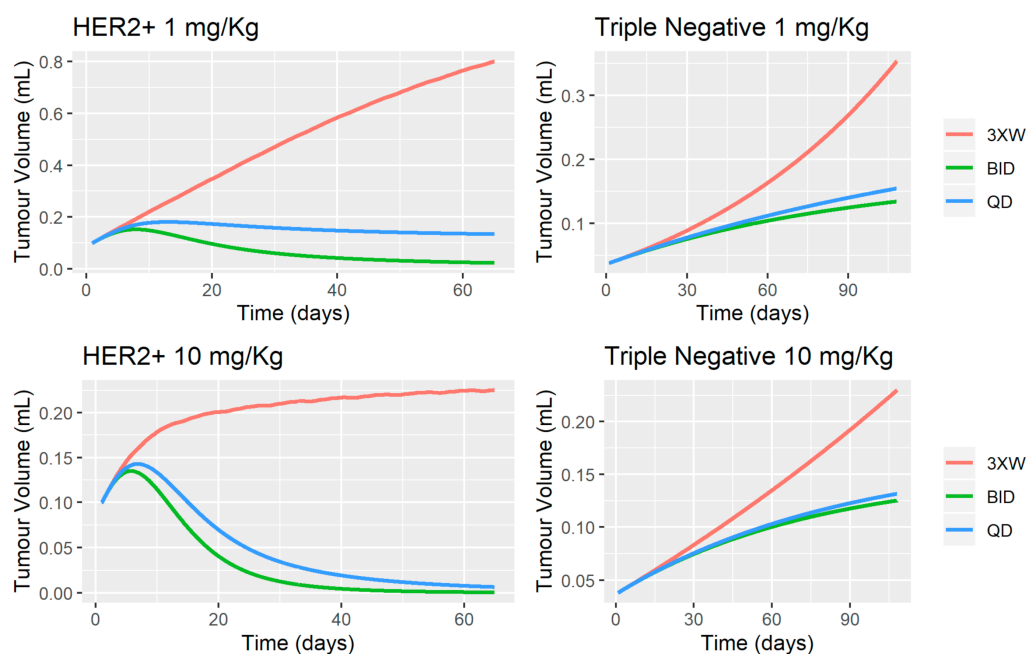 HER2+ 1 mg/Kg
Tumour Volume (mL)
0.8
0.6
0.4
0.2
0.0
0 20 40 60
Time (days)
Triple Negative 1 mg/Kg
Tumour Volume (mL)
0.3
0.2
0.1
0 30 60 90
Time (days)
3XW
BID
QD
HER2+ 10 mg/Kg
Tumour Volume (mL)
0.20
0.15
0.10
0.05
0.00
0 20 40 60
Time (days)
Triple Negative 10 mg/Kg
Tumour Volume (mL)
0.20
0.15
0.10
0.05
0 30 60 90
Time (days)
3XW
BID
QD